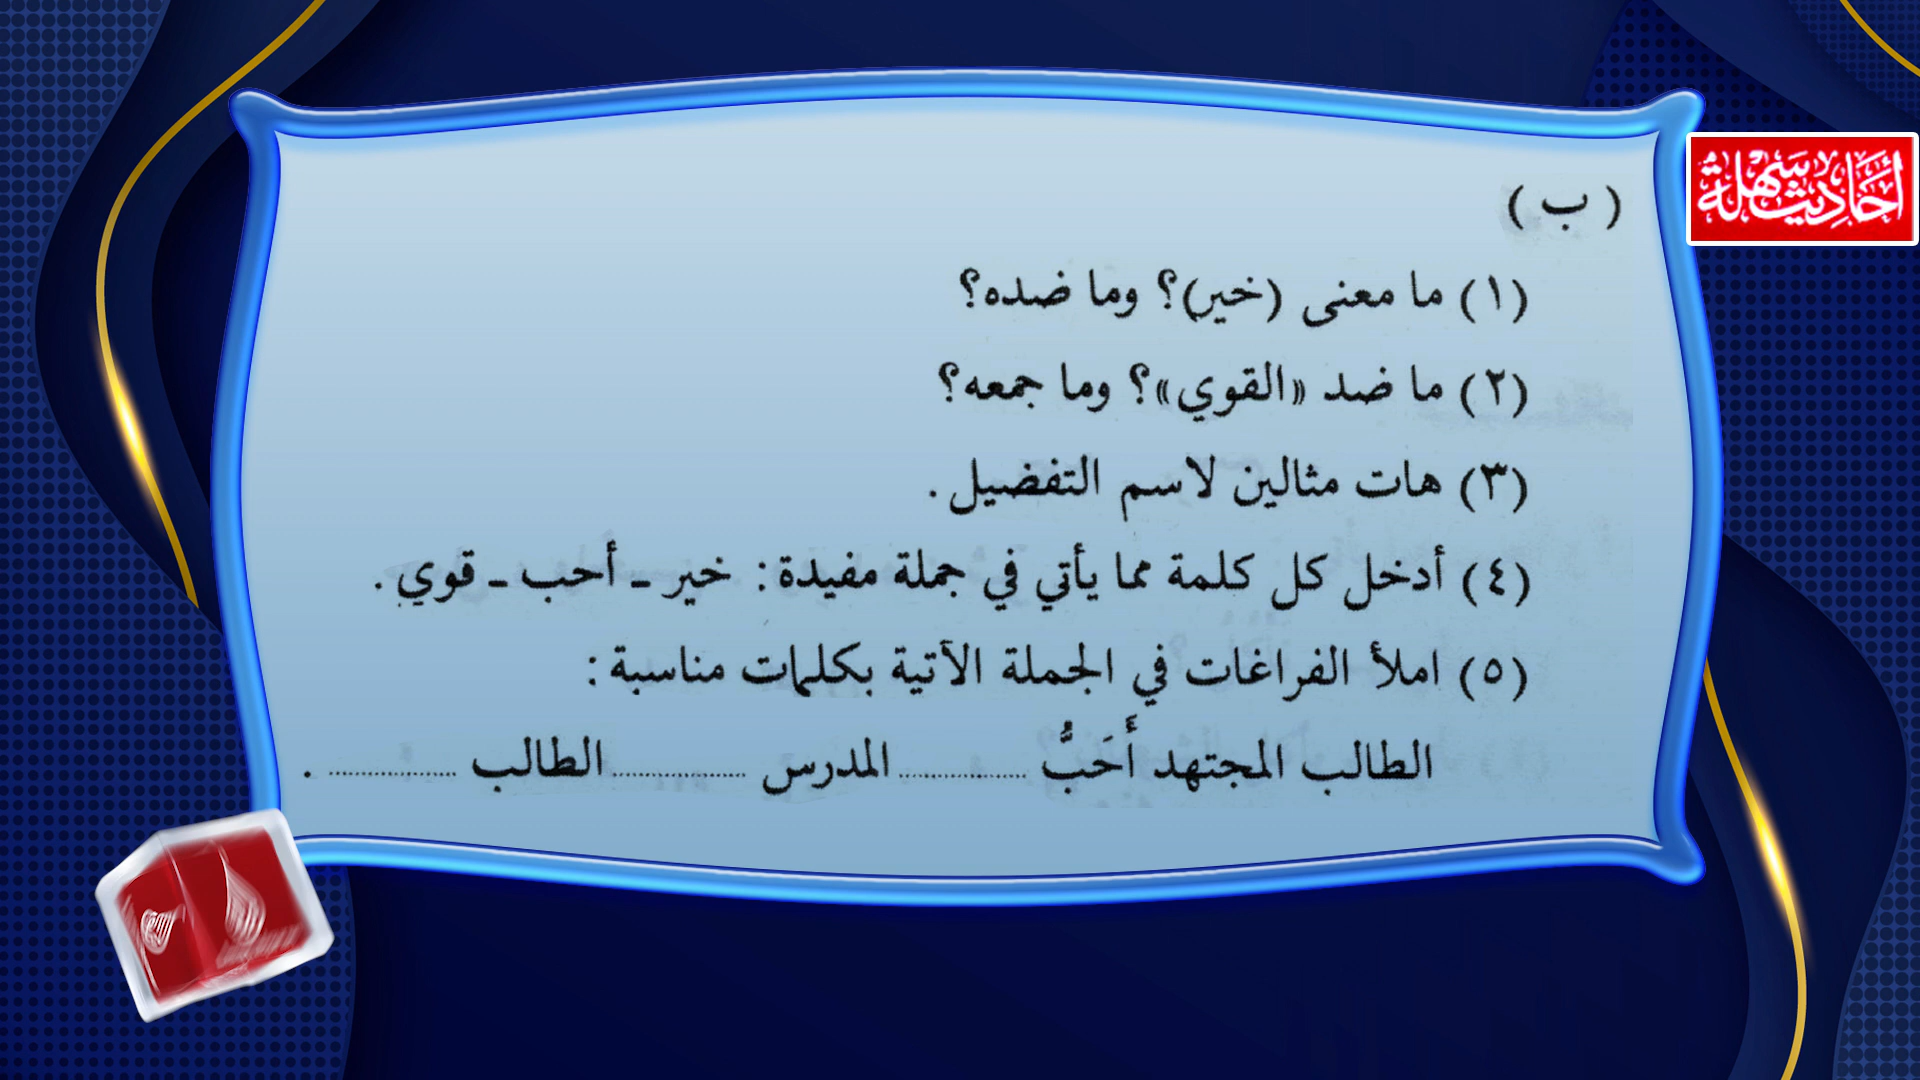 أحاديث سهلة
( ب )
(١) ما معنى (خير)؟ وما ضده؟
(٢) ما ضد «القوي»؟ وما جمعه؟
(٣) هات مثالين لاسم التفضيل.
(٤) أدخل كل كلمة مما يأتي في جملة مفيدة: خير ـ أحب ـ قوي.
(٥) املأ الفراغات في الجملة الآتية بكلمات مناسبة:
الطالب المجتهد أَحَبُّ .............. المدرس .............. الطالب .............. .